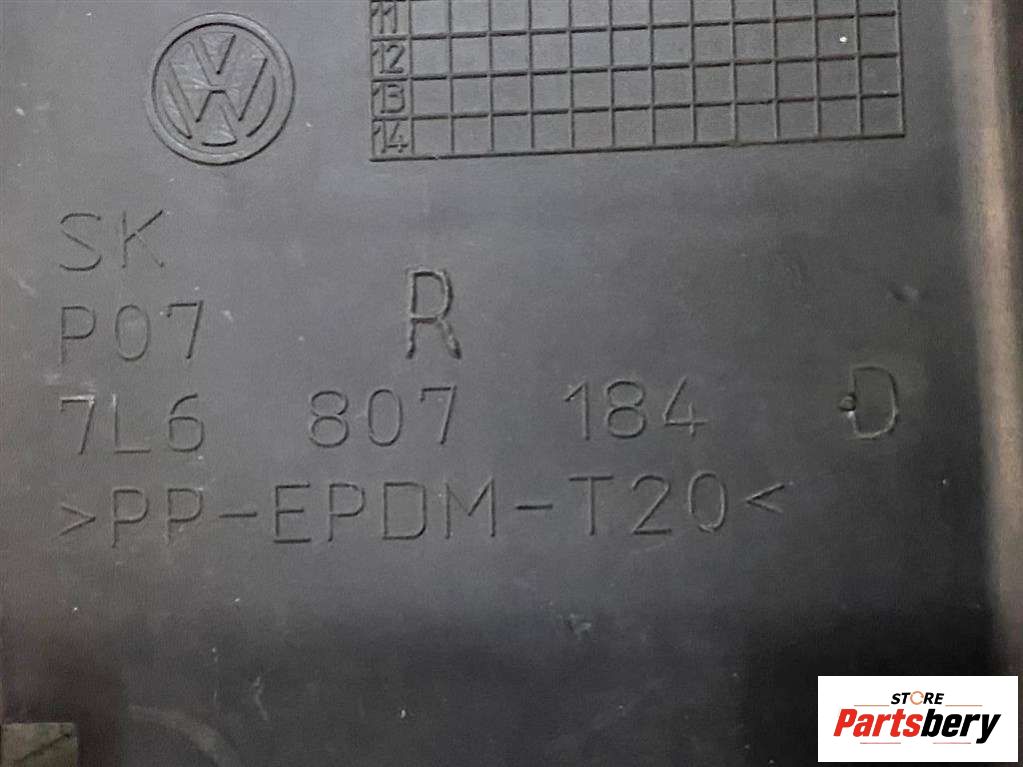 11
12
13
14
SK
P07 R
7L6 807 184 D
>PP-EPDM-T20<
STORE
Partsbery